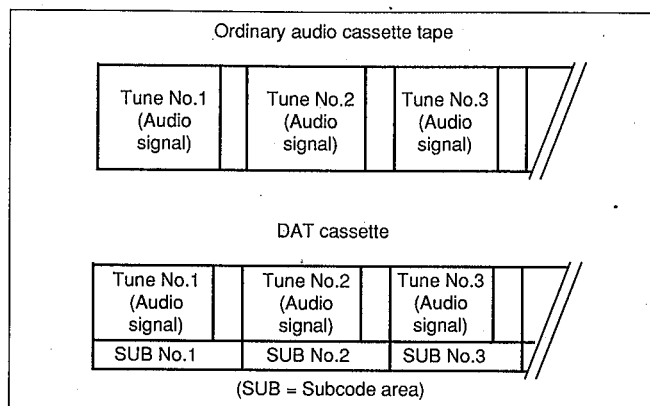 Ordinary audio cassette tape
Tune No.1 Tune No.2 Tune No.3
(Audio (Audio (Audio
signal) signal) signal)
DAT cassette
Tune No.1 Tune No.2 Tune No.3
(Audio (Audio (Audio
signal) signal) signal)
SUB No.1 SUB No.2 SUB No.3
(SUB = Subcode area)